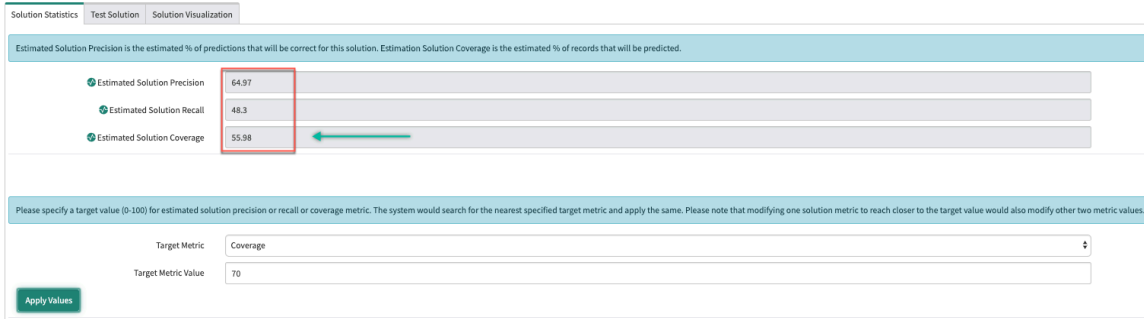 Solution Statistics Test Solution Solution Visualization
Estimated Solution Precision is the estimated % of predictions that will be correct for this solution. Estimation Solution Coverage is the estimated % of records that will be predicted.
Estimated Solution Precision 64.97
Estimated Solution Recall 48.3
Estimated Solution Coverage 55.98
Please specify a target value (0-100) for estimated solution precision or recall or coverage metric. The system would search for the nearest specified target metric and apply the same. Please note that modifying one solution metric to reach closer to the target value would also modify other two metric values.
Target Metric Coverage
Target Metric Value 70
Apply Values